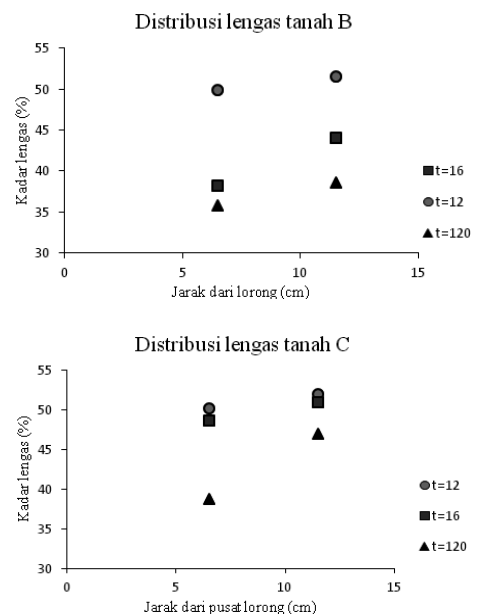 Distribusi lengas tanah B
Kadar lengas (%)
55
50
45
40
35
30
0
5
10
15
Jarak dari lorong (cm)
t=16
t=12
t=120
Distribusi lengas tanah C
Kadar lengas (%)
55
50
45
40
35
30
0
5
10
15
Jarak dari pusat lorong (cm)
t=12
t=16
t=120